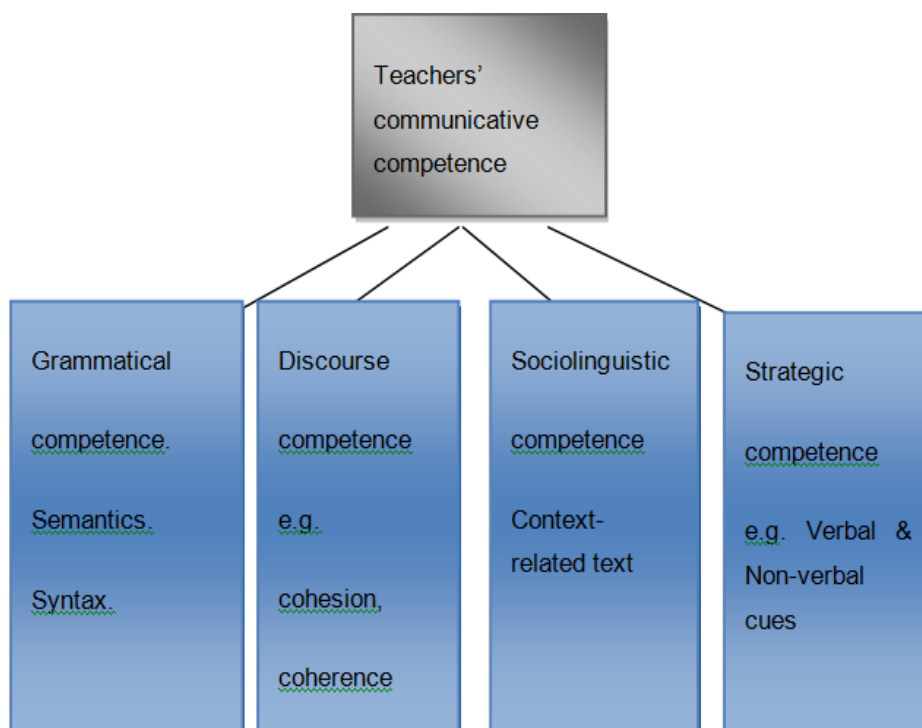 Teachers’
communicative
competence
Grammatical
competence.
Semantics.
Syntax.
Discourse
competence
e.g.
cohesion,
coherence
Sociolinguistic
competence
Context-
related text
Strategic
competence
e.g. Verbal &
Non-verbal
cues